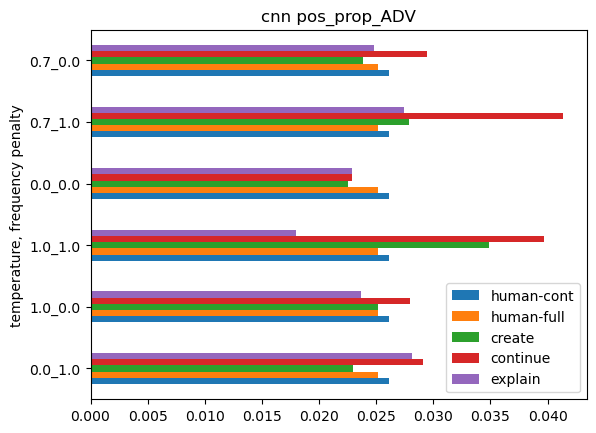 cnn pos_prop_ADV
temperature, frequency penalty
0.7_0.0
0.7_1.0
0.0_0.0
1.0_1.0
1.0_0.0
0.0_1.0
human-cont
human-full
create
continue
explain
0.000 0.005 0.010 0.015 0.020 0.025 0.030 0.035 0.040